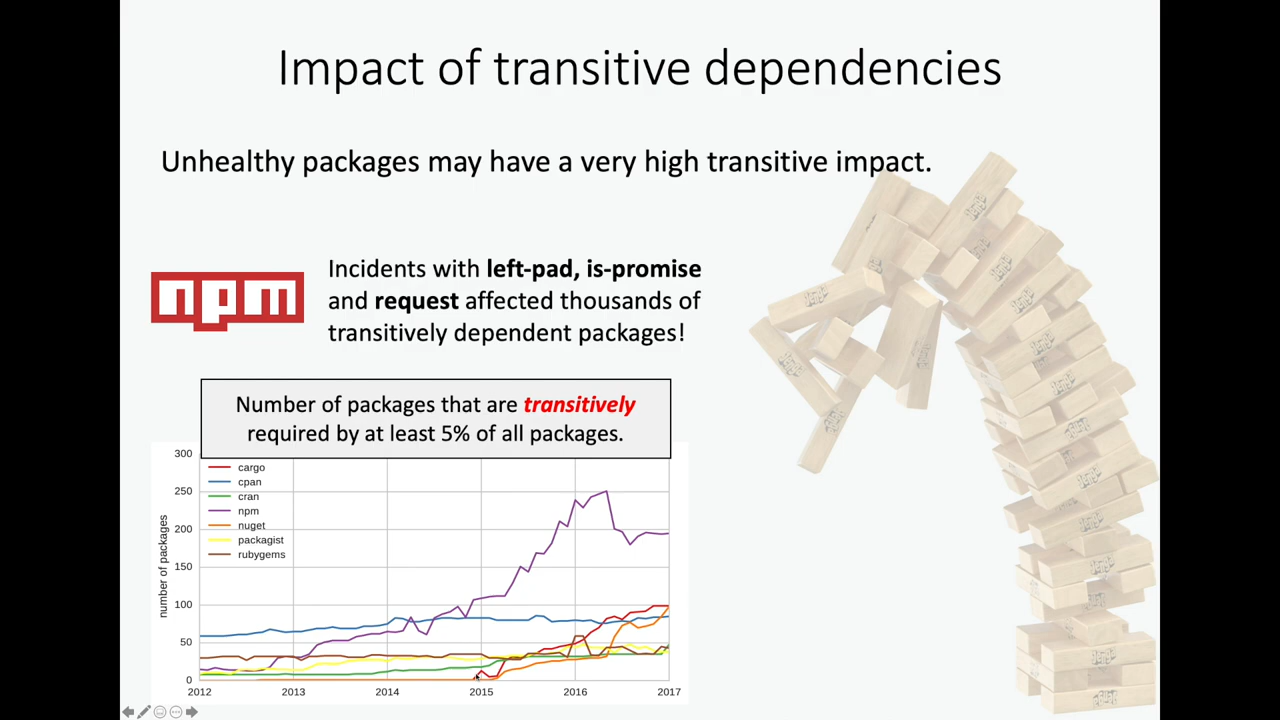 Impact of transitive dependencies
Unhealthy packages may have a very high transitive impact.
npm
Incidents with left-pad, is-promise
and request affected thousands of
transitively dependent packages!
Number of packages that are transitively
required by at least 5% of all packages.
number of packages
300
250
200
150
100
50
0
cargo
cpan
cran
npm
nuget
packagist
rubygems
2012 2013 2014 2015 2016 2017